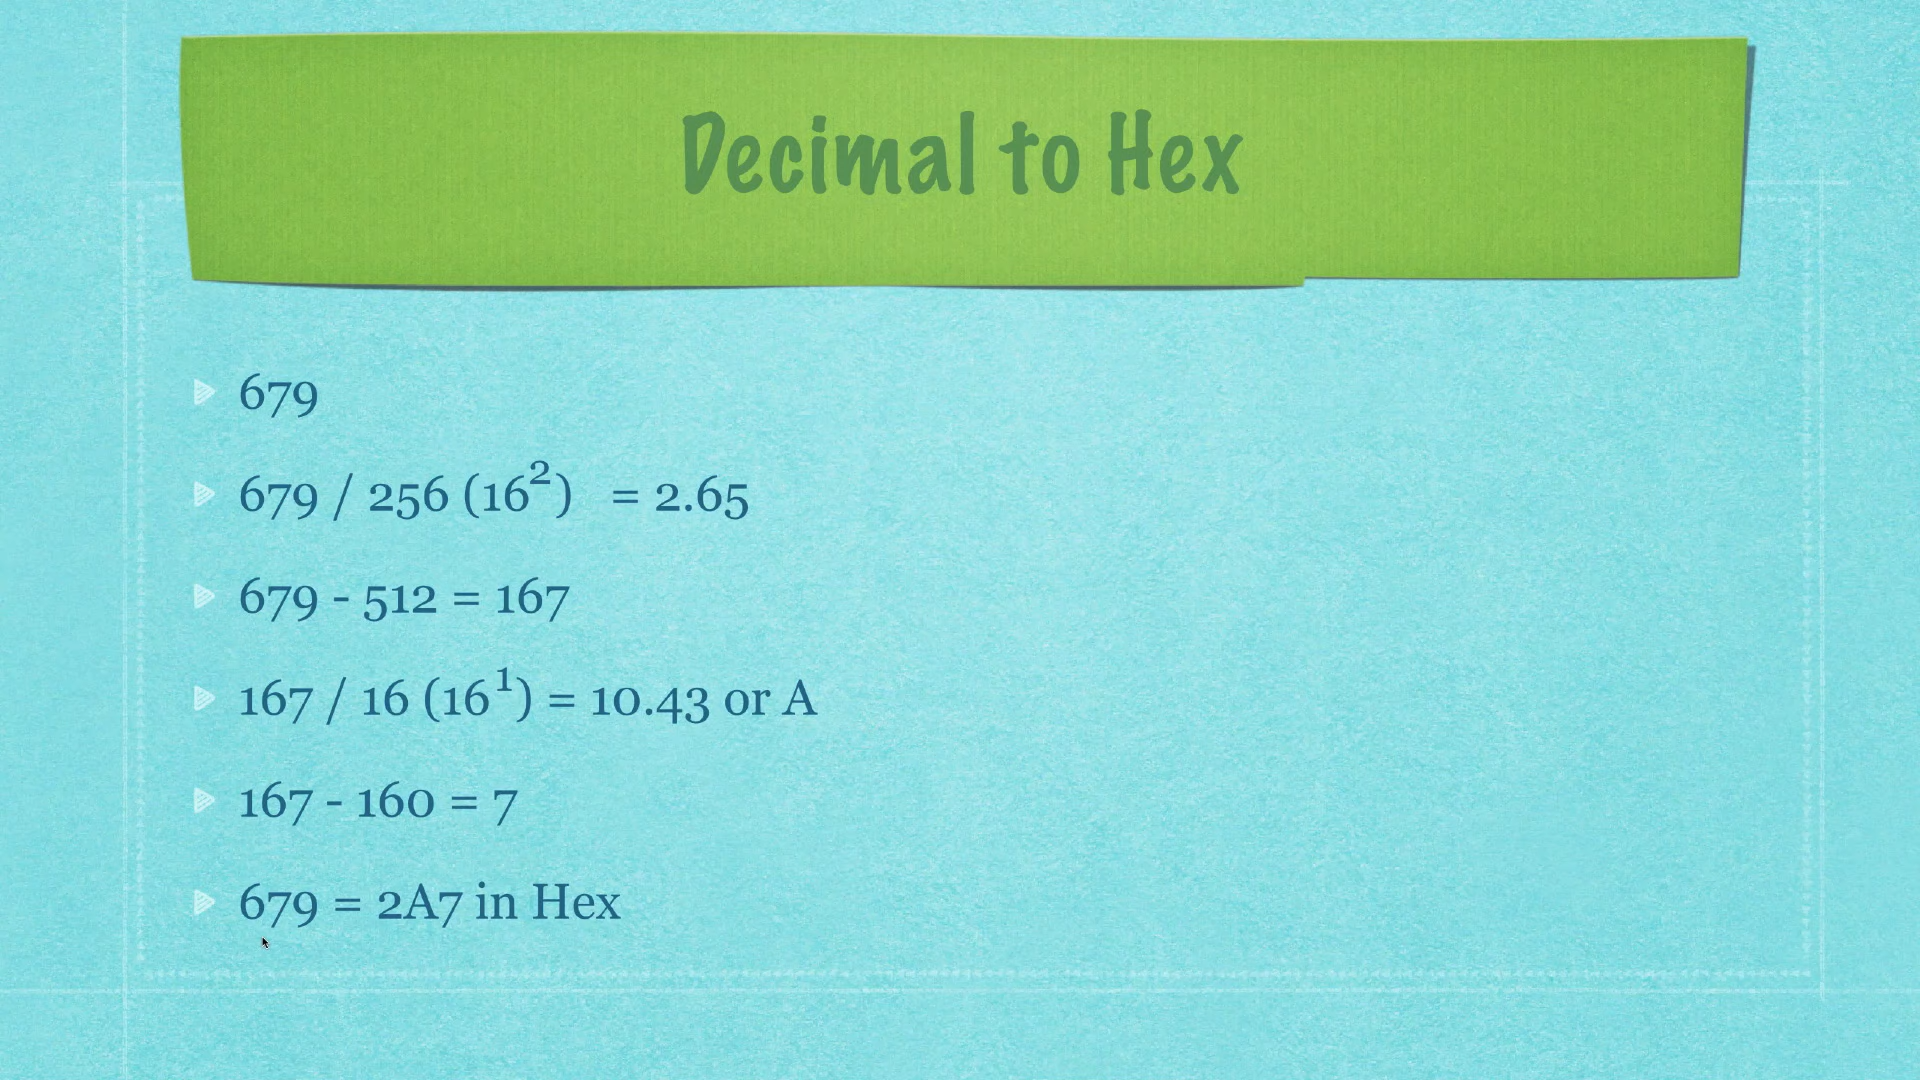 Decimal to Hex
679
679 / 256 (16²) = 2.65
679 - 512 = 167
167 / 16 (16¹) = 10.43 or A
167 - 160 = 7
679 = 2A7 in Hex